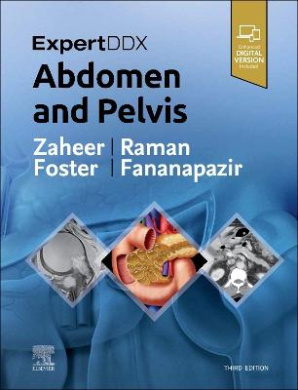 Enhanced
DIGITAL
VERSION
Included
ExpertDDX
Abdomen
and Pelvis
Zaheer | Raman
Foster | Fananapazir
ELSEVIER
THIRD EDITION